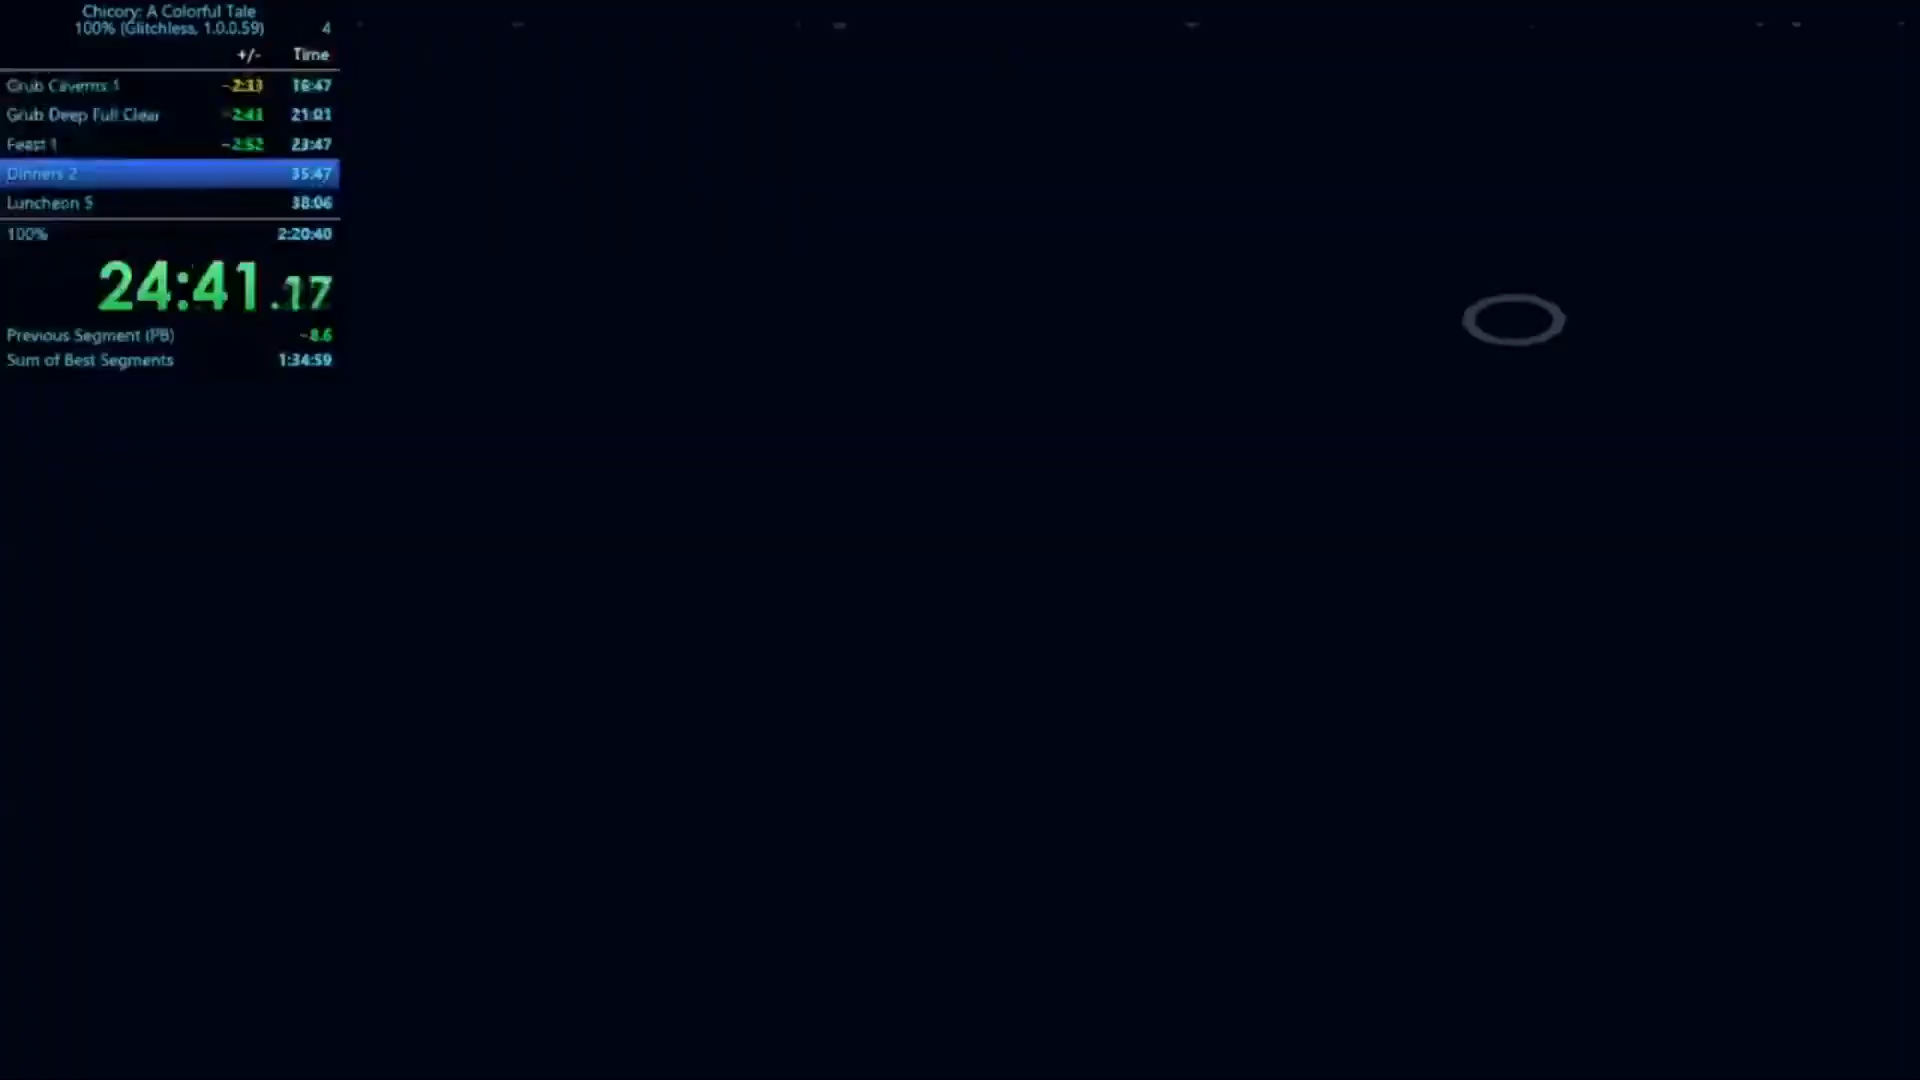 Chicory: A Colorful Tale
100% (Glitchless, 1.0.0.59) 4
+/- Time
Grub Caverns 1 -2:33 18:47
Grub Deep Full Clear -2:41 21:01
Feast 1 -2:52 23:47
Dinners 2 35:47
Luncheon 5 38:06
100% 2:20:40
24:41.17
Previous Segment (PB) -8.6
Sum of Best Segments 1:34:59